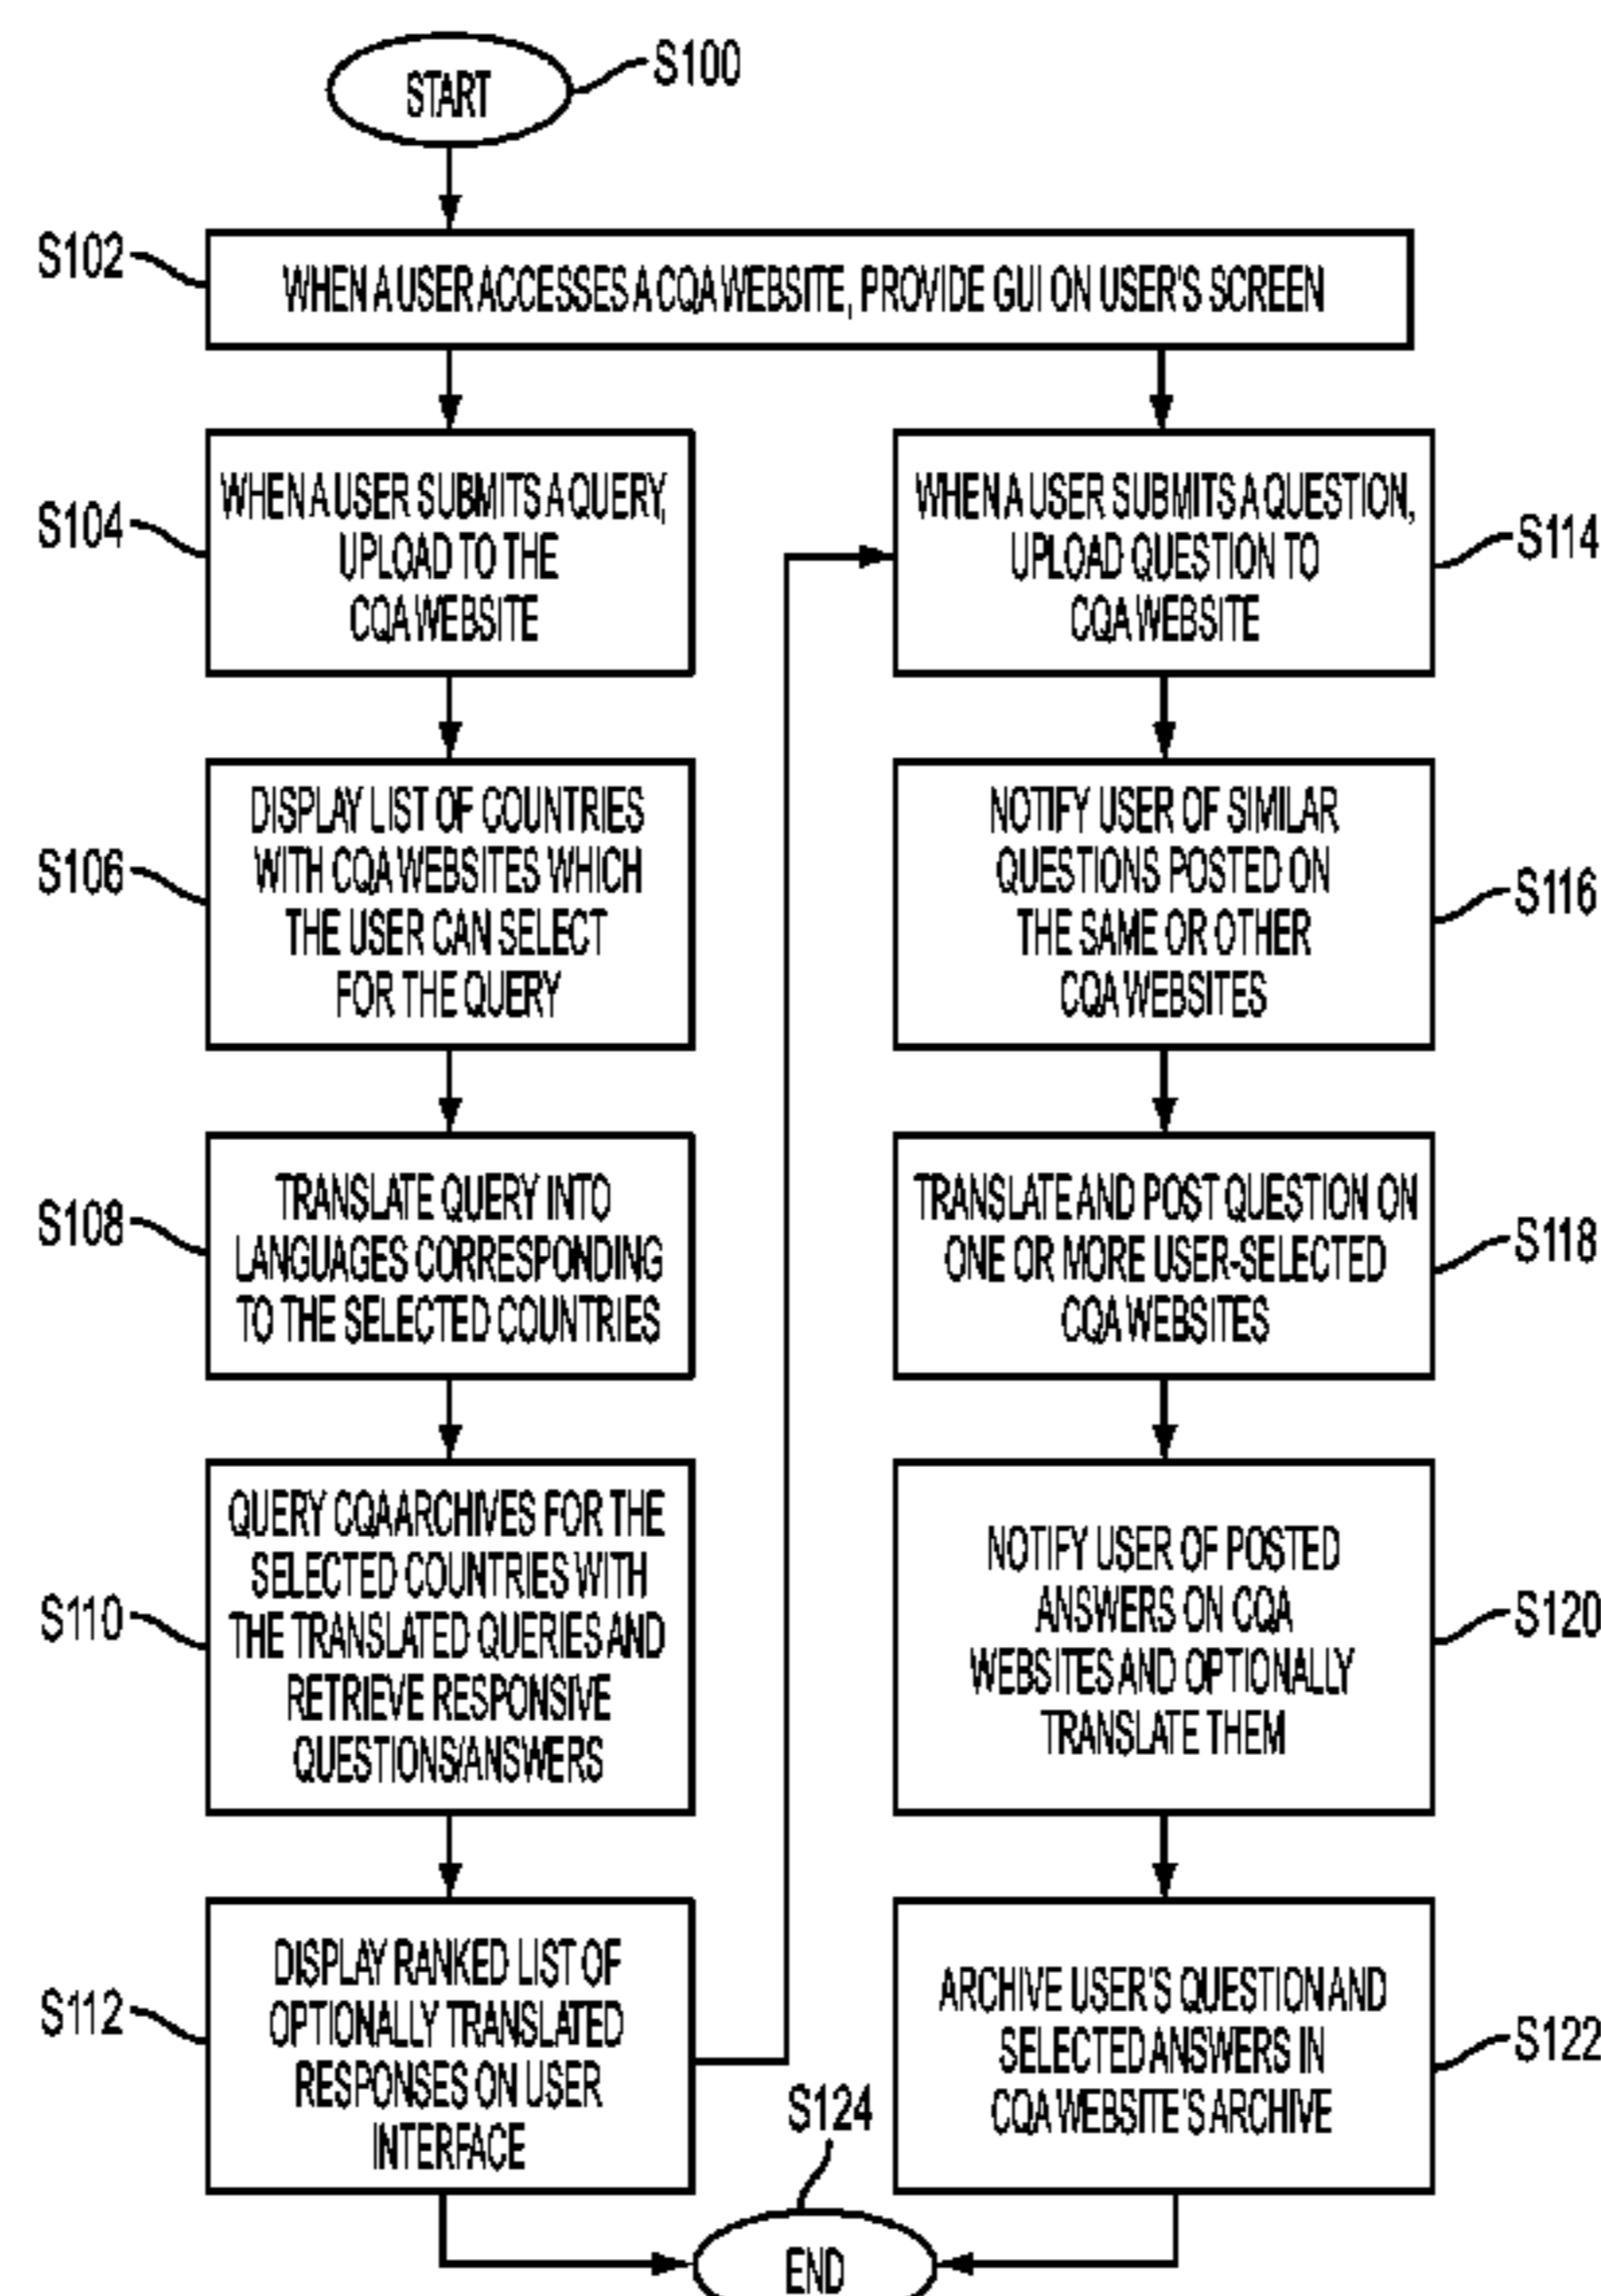 START
S100
S102
WHEN A USER ACCESSES A CQA WEBSITE, PROVIDE GUI ON USER'S SCREEN
S104
WHEN A USER SUBMITS A QUERY,
UPLOAD TO THE
CQA WEBSITE
WHEN A USER SUBMITS A QUESTION,
UPLOAD QUESTION TO
CQA WEBSITE
S114
S106
DISPLAY LIST OF COUNTRIES
WITH CQA WEBSITES WHICH
THE USER CAN SELECT
FOR THE QUERY
NOTIFY USER OF SIMILAR
QUESTIONS POSTED ON
THE SAME OR OTHER
CQA WEBSITES
S116
S108
TRANSLATE QUERY INTO
LANGUAGES CORRESPONDING
TO THE SELECTED COUNTRIES
TRANSLATE AND POST QUESTION ON
ONE OR MORE USER-SELECTED
CQA WEBSITES
S118
S110
QUERY CQA ARCHIVES FOR THE
SELECTED COUNTRIES WITH
THE TRANSLATED QUERIES AND
RETRIEVE RESPONSIVE
QUESTIONS/ANSWERS
NOTIFY USER OF POSTED
ANSWERS ON CQA
WEBSITES AND OPTIONALLY
TRANSLATE THEM
S120
S112
DISPLAY RANKED LIST OF
OPTIONALLY TRANSLATED
RESPONSES ON USER
INTERFACE
ARCHIVE USER'S QUESTION AND
SELECTED ANSWERS IN
CQA WEBSITE'S ARCHIVE
S122
S124
END